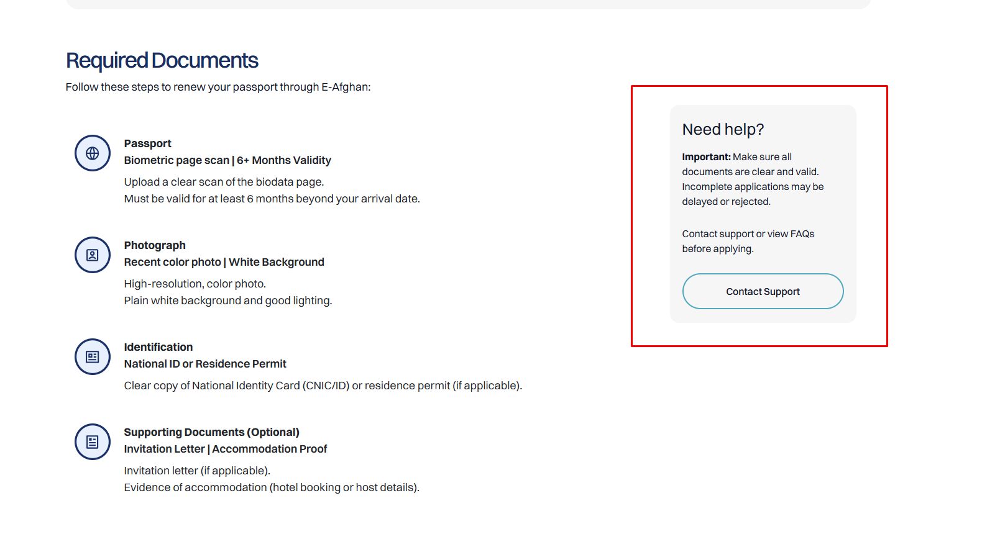 Required Documents
Follow these steps to renew your passport through E-Afghan:
Passport
Biometric page scan | 6+ Months Validity
Upload a clear scan of the biodata page.
Must be valid for at least 6 months beyond your arrival date.
Photograph
Recent color photo | White Background
High-resolution, color photo.
Plain white background and good lighting.
Identification
National ID or Residence Permit
Clear copy of National Identity Card (CNIC/ID) or residence permit (if applicable).
Supporting Documents (Optional)
Invitation Letter | Accommodation Proof
Invitation letter (if applicable).
Evidence of accommodation (hotel booking or host details).
Need help?
Important: Make sure all
documents are clear and valid.
Incomplete applications may be
delayed or rejected.
Contact support or view FAQs
before applying.
Contact Support